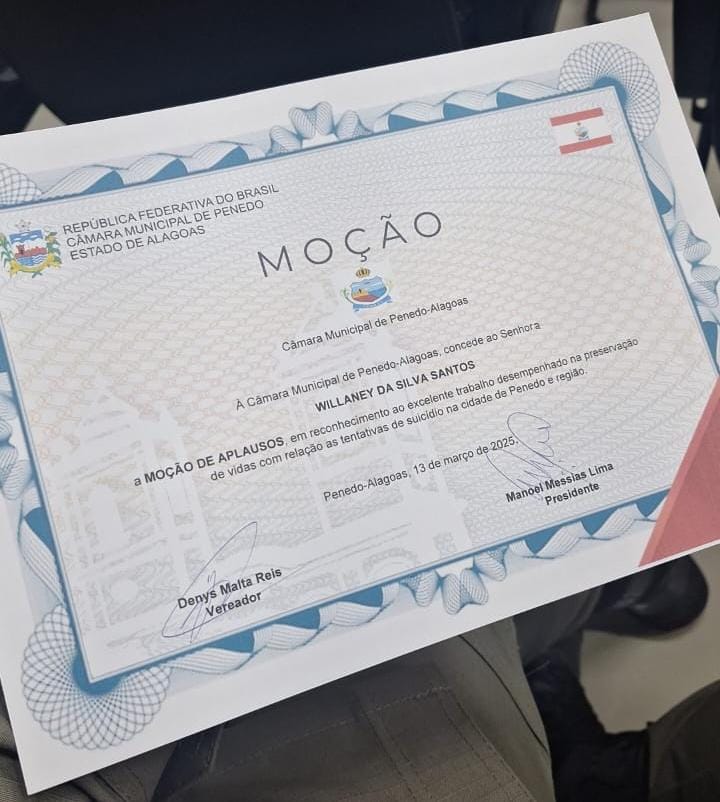 REPÚBLICA FEDERATIVA DO BRASIL
CÂMARA MUNICIPAL DE PENEDO
ESTADO DE ALAGOAS
MOÇÃO
Câmara Municipal de Penedo-Alagoas
À Câmara Municipal de Penedo-Alagoas, concede ao Senhora
WILLANEY DA SILVA SANTOS
a MOÇÃO DE APLAUSOS, em reconhecimento ao excelente trabalho desempenhado na preservação
de vidas com relação as tentativas de suicídio na cidade de Penedo e região.
Penedo-Alagoas, 13 de março de 2025.
Manoel Messias Lima
Presidente
Denys Malta Reis
Vereador